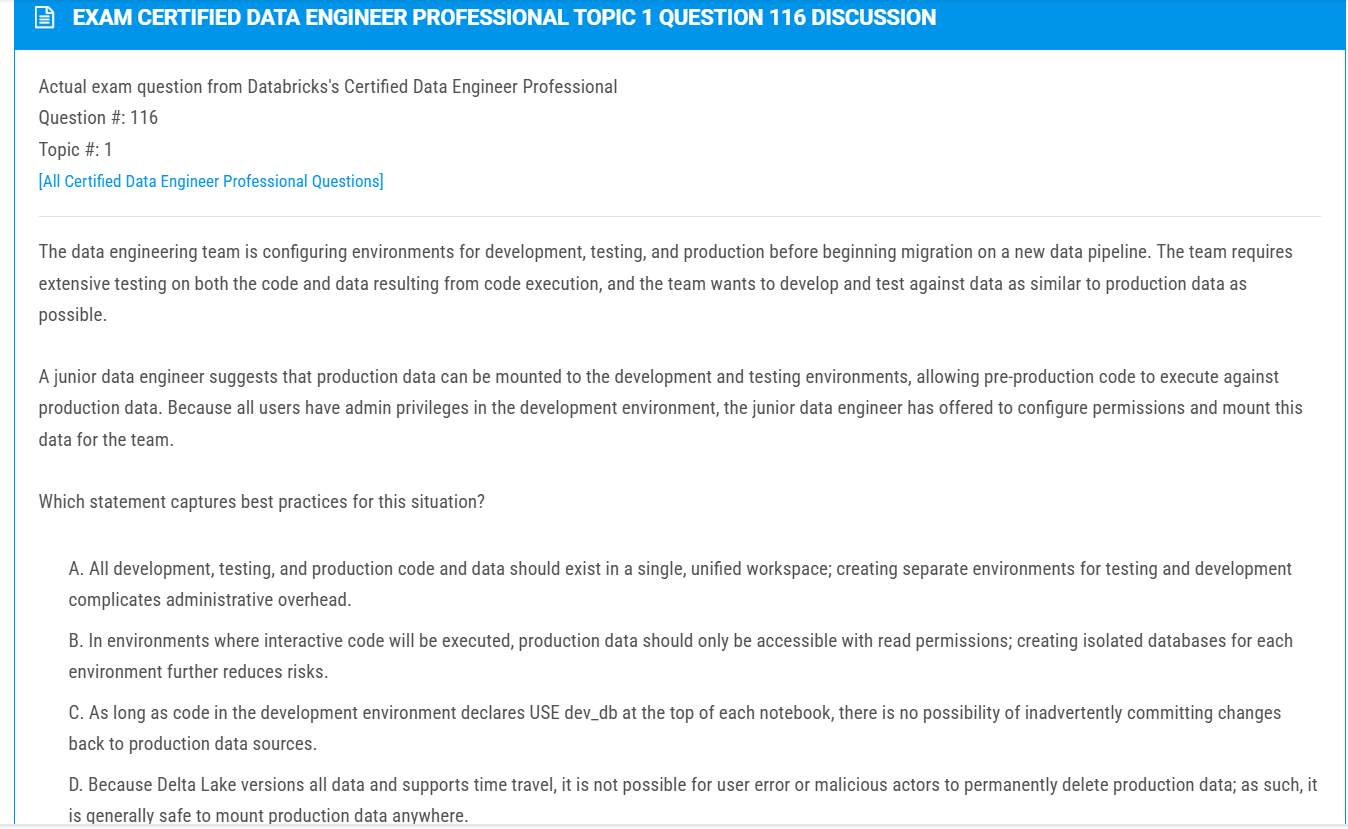 EXAM CERTIFIED DATA ENGINEER PROFESSIONAL TOPIC 1 QUESTION 116 DISCUSSION
Actual exam question from Databricks's Certified Data Engineer Professional
Question #: 116
Topic #: 1
[All Certified Data Engineer Professional Questions]
The data engineering team is configuring environments for development, testing, and production before beginning migration on a new data pipeline. The team requires
extensive testing on both the code and data resulting from code execution, and the team wants to develop and test against data as similar to production data as
possible.
A junior data engineer suggests that production data can be mounted to the development and testing environments, allowing pre-production code to execute against
production data. Because all users have admin privileges in the development environment, the junior data engineer has offered to configure permissions and mount this
data for the team.
Which statement captures best practices for this situation?
A. All development, testing, and production code and data should exist in a single, unified workspace; creating separate environments for testing and development
complicates administrative overhead.
B. In environments where interactive code will be executed, production data should only be accessible with read permissions; creating isolated databases for each
environment further reduces risks.
C. As long as code in the development environment declares USE dev_db at the top of each notebook, there is no possibility of inadvertently committing changes
back to production data sources.
D. Because Delta Lake versions all data and supports time travel, it is not possible for user error or malicious actors to permanently delete production data; as such, it
is generally safe to mount production data anywhere.